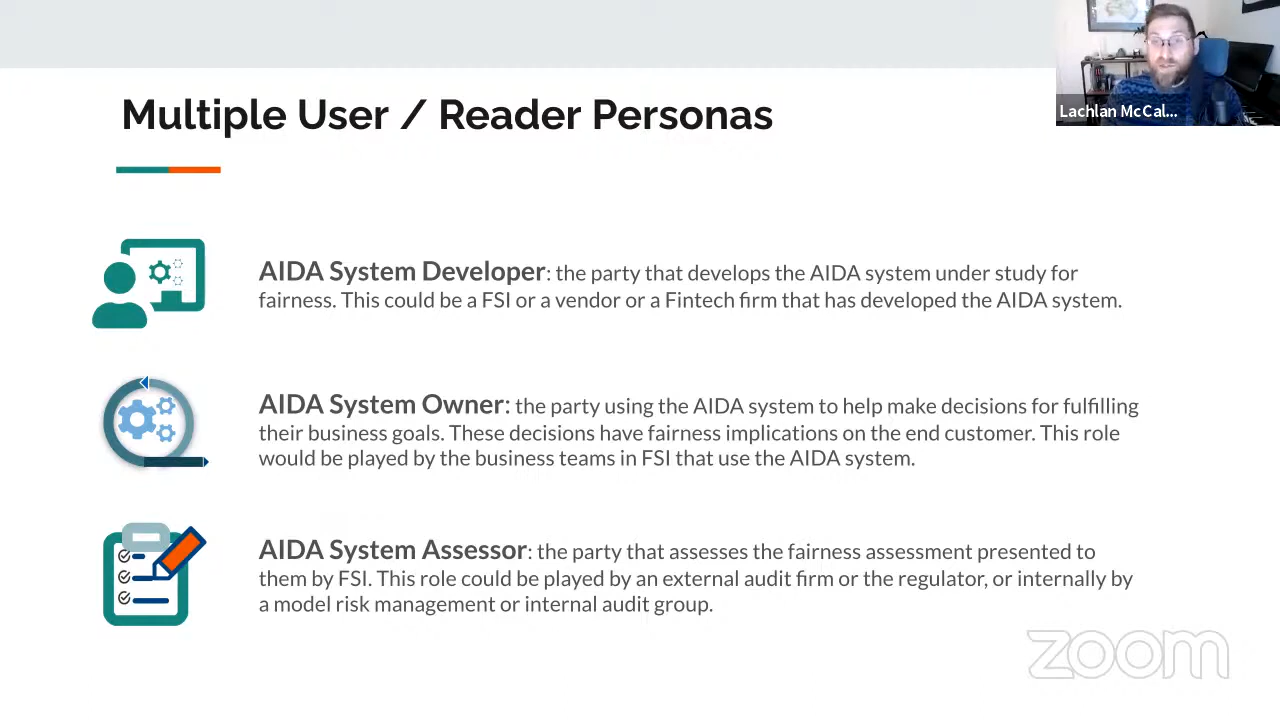 Multiple User / Reader Personas
Lachlan McCal...
AIDA System Developer: the party that develops the AIDA system under study for
fairness. This could be a FSI or a vendor or a Fintech firm that has developed the AIDA system.
AIDA System Owner: the party using the AIDA system to help make decisions for fulfilling
their business goals. These decisions have fairness implications on the end customer. This role
would be played by the business teams in FSI that use the AIDA system.
AIDA System Assessor: the party that assesses the fairness assessment presented to
them by FSI. This role could be played by an external audit firm or the regulator, or internally by
a model risk management or internal audit group.
zoom